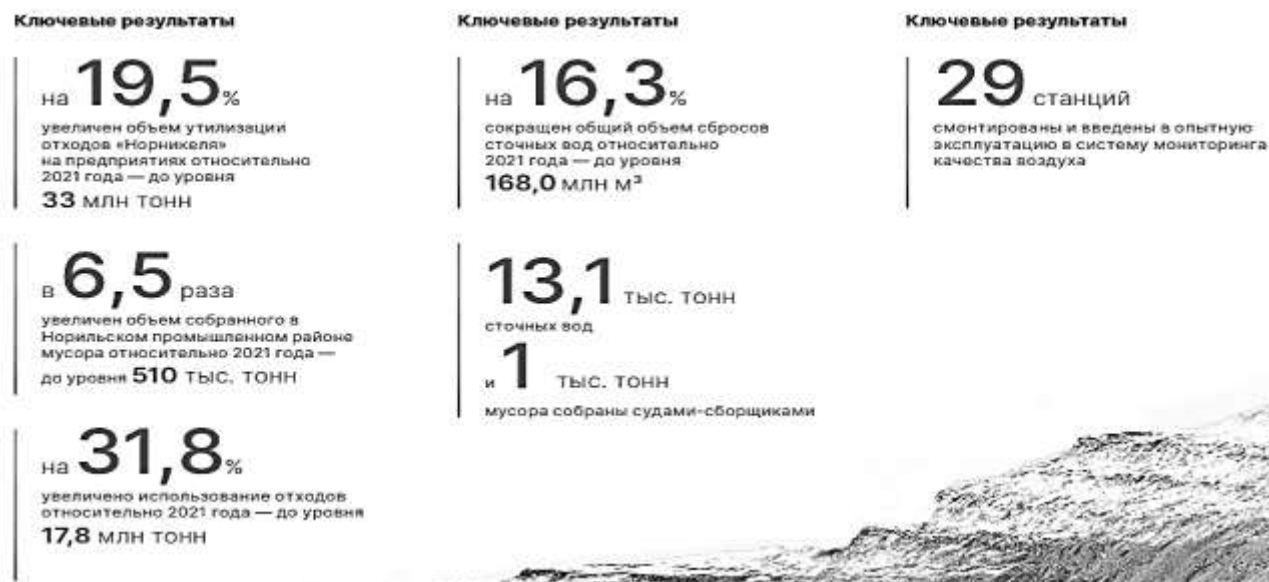 Ключевые результаты
на 19,5%
увеличен объем утилизации
отходов «Норникеля»
на предприятиях относительно
2021 года — до уровня
33 млн тонн
в 6,5 раза
увеличен объем собранного в
Норильском промышленном районе
мусора относительно 2021 года —
до уровня 510 тыс. тонн
на 31,8%
увеличено использование отходов
относительно 2021 года — до уровня
17,8 млн тонн
Ключевые результаты
на 16,3%
сокращен общий объем сбросов
сточных вод относительно
2021 года — до уровня
168,0 млн м³
13,1 тыс. тонн
сточных вод
и 1 тыс. тонн
мусора собраны судами-сборщиками
Ключевые результаты
29 станций
смонтированы и введены в опытную
эксплуатацию в систему мониторинга
качества воздуха